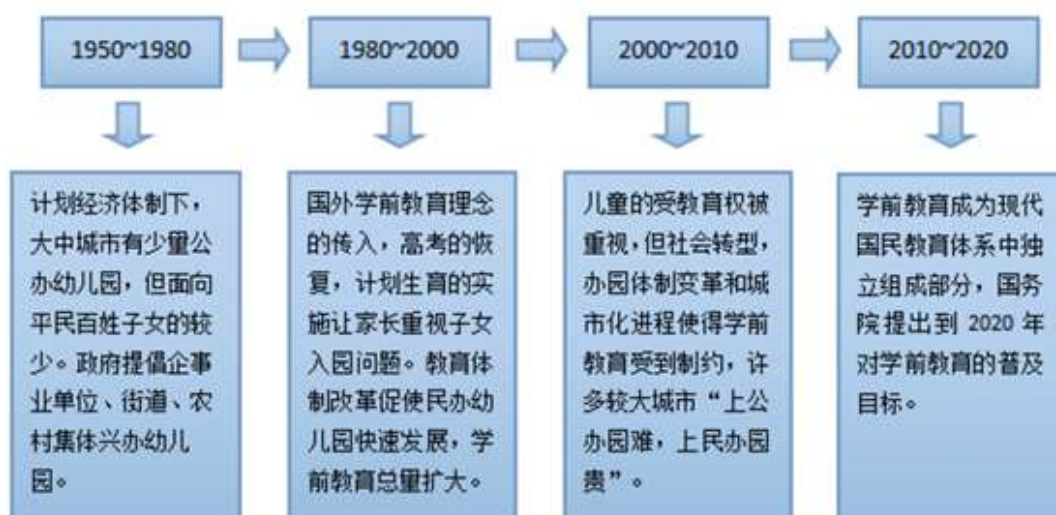 1950~1980
1980~2000
2000~2010
2010~2020
计划经济体制下，
大中城市有少量公
办幼儿园，但面向
平民百姓子女的较
少。政府提倡企事
业单位、街道、农
村集体兴办幼儿
园。
国外学前教育理念
的传入，高考的恢
复，计划生育的实
施让家长重视子女
入园问题。教育体
制改革促使民办幼
儿园快速发展，学
前教育总量扩大。
儿童的受教育权被
重视，但社会转型，
办园体制变革和城
市化进程使得学前
教育受到制约，许
多较大城市“上公
办园难，上民办园
贵”。
学前教育成为现代
国民教育体系中独
立组成部分，国务
院提出到 2020 年
对学前教育的普及
目标。